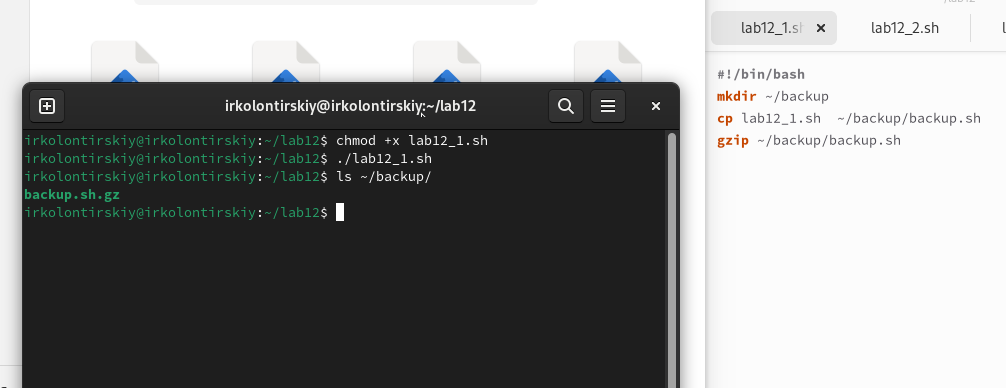 lab12_1.sh
lab12_2.sh
#!/bin/bash
mkdir ~/backup
cp lab12_1.sh  ~/backup/backup.sh
gzip ~/backup/backup.sh
irkolontirskiy@irkolontirskiy:~/lab12
irkolontirskiy@irkolontirskiy:~/lab12$ chmod +x lab12_1.sh
irkolontirskiy@irkolontirskiy:~/lab12$ ./lab12_1.sh
irkolontirskiy@irkolontirskiy:~/lab12$ ls ~/backup/
backup.sh.gz
irkolontirskiy@irkolontirskiy:~/lab12$